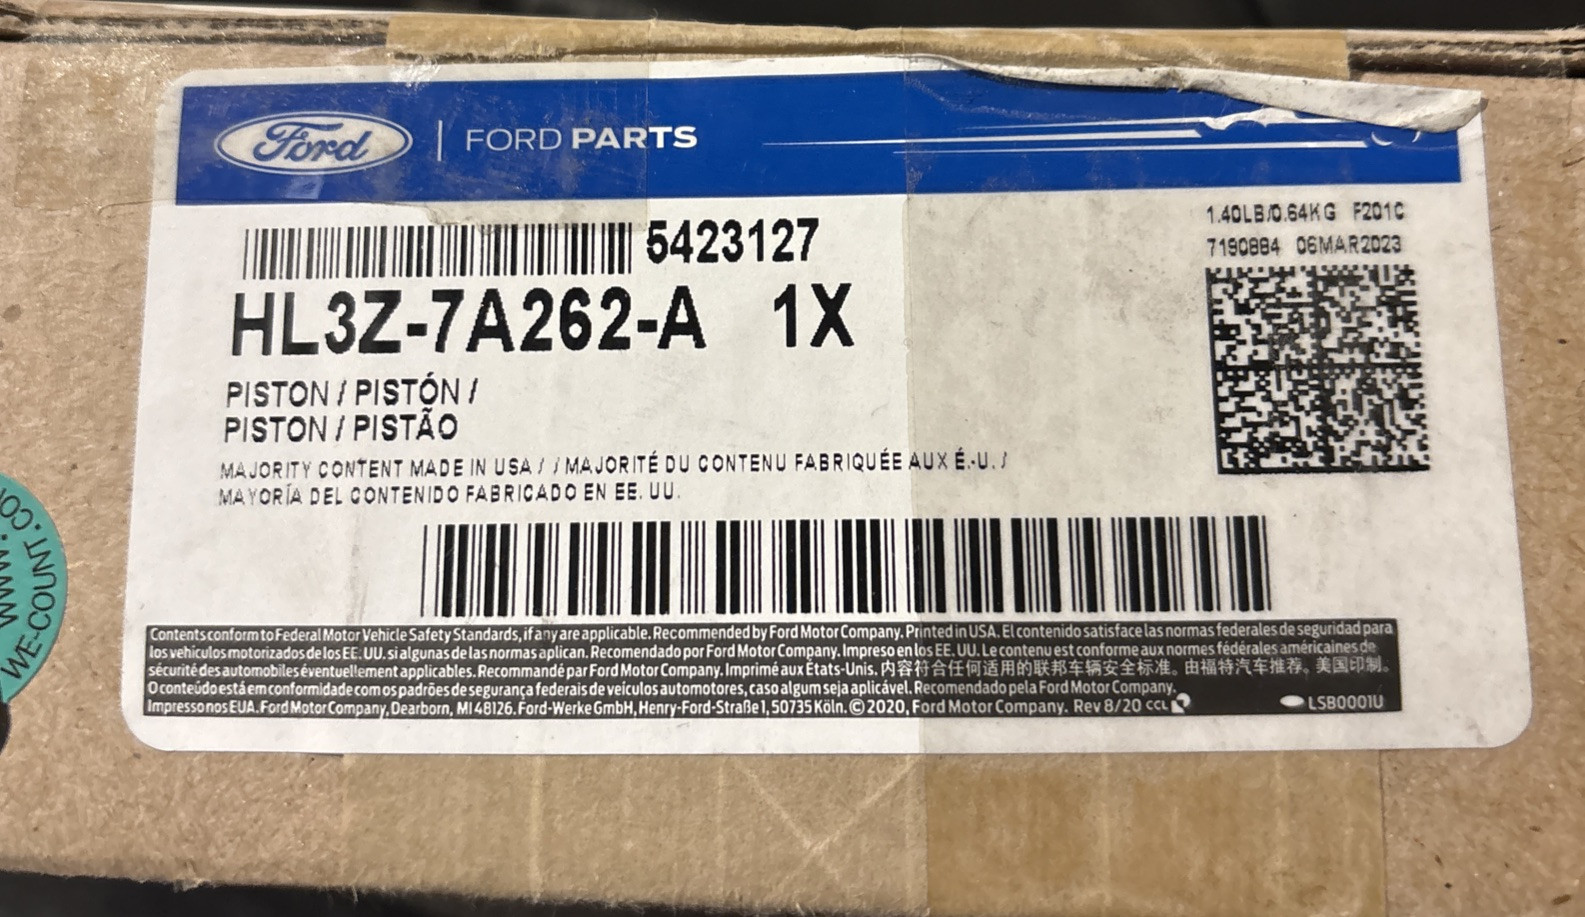 Ford | FORD PARTS
5423127
HL3Z-7A262-A 1X
1.40LB/0.64KG F201C
7190884 06MAR2023
PISTON / PISTÓN /
PISTON / PISTÃO
MAJORITY CONTENT MADE IN USA / / MAJORITÉ DU CONTENU FABRIQUÉE AUX É.-U. /
MAYORÍA DEL CONTENIDO FABRICADO EN EE. UU.
Contents conform to Federal Motor Vehicle Safety Standards, if any are applicable. Recommended by Ford Motor Company. Printed in USA. El contenido satisface las normas federales de seguridad para
los vehículos motorizados de los EE. UU. si algunas de las normas aplican. Recomendado por Ford Motor Company. Impreso en los EE. UU. Le contenu est conforme aux normes fédérales américaines de
sécurité des automobiles éventuellement applicables. Recommandé par Ford Motor Company. Imprimé aux États-Unis. 内容符合任何适用的联邦车辆安全标准。由福特汽车推荐。美国印制。
O conteúdo está em conformidade com os padrões de segurança federais de veículos automotores, caso algum seja aplicável. Recomendado pela Ford Motor Company.
Impresso nos EUA. Ford Motor Company, Dearborn, MI 48126. Ford-Werke GmbH, Henry-Ford-Straße 1, 50735 Köln. © 2020, Ford Motor Company. Rev 8/20 CCL
LSB0001U
WWW.
WE-COUNT.CO